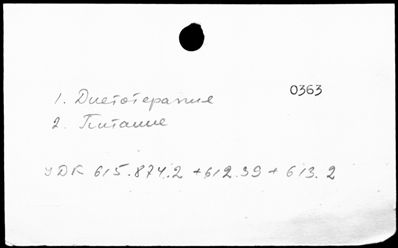 1. Диетотерапия
0363
2. Питание
УДК 615.874.2 + 612.39 + 613.2